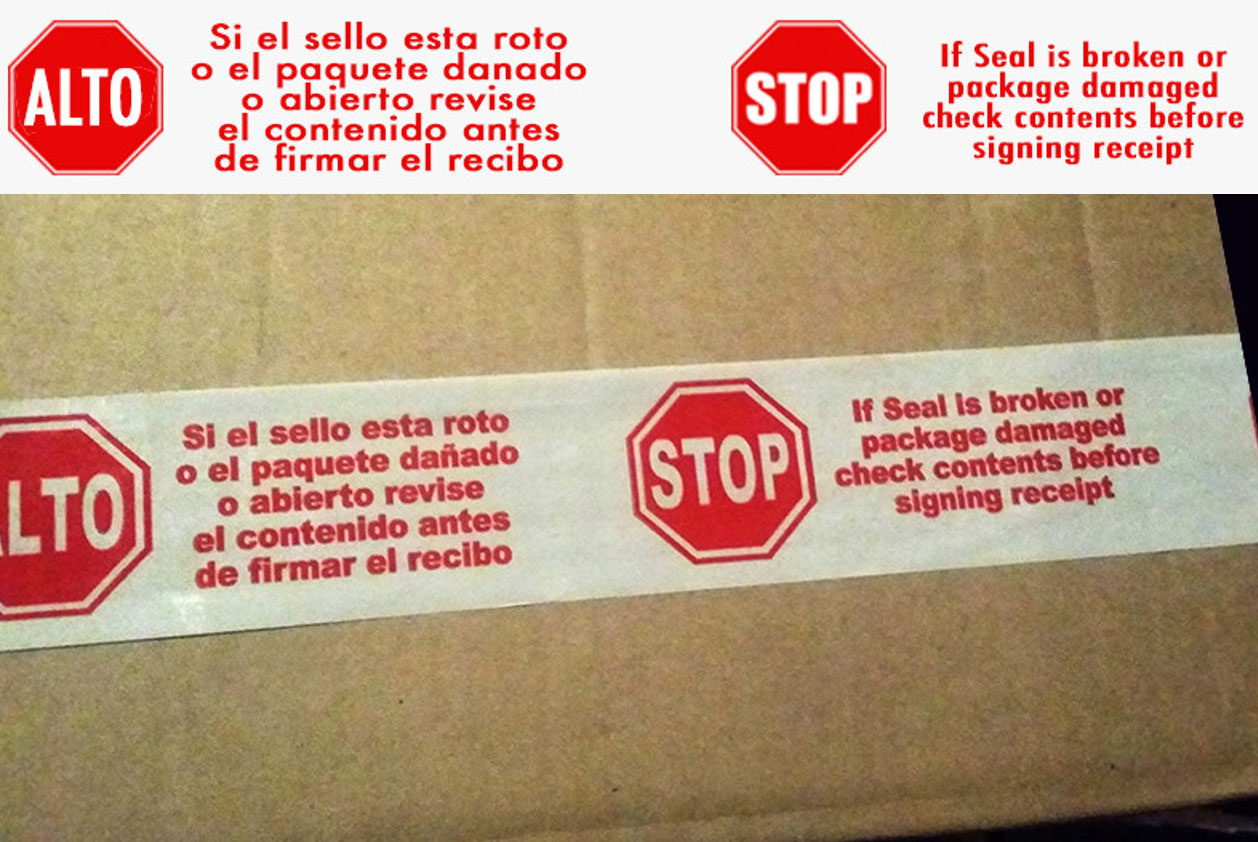 ALTO
Si el sello esta roto
o el paquete danado
o abierto revise
el contenido antes
de firmar el recibo
STOP
If Seal is broken or
package damaged
check contents before
signing receipt
LTO
Si el sello esta roto
o el paquete dañado
o abierto revise
el contenido antes
de firmar el recibo
STOP
If Seal is broken or
package damaged
check contents before
signing receipt